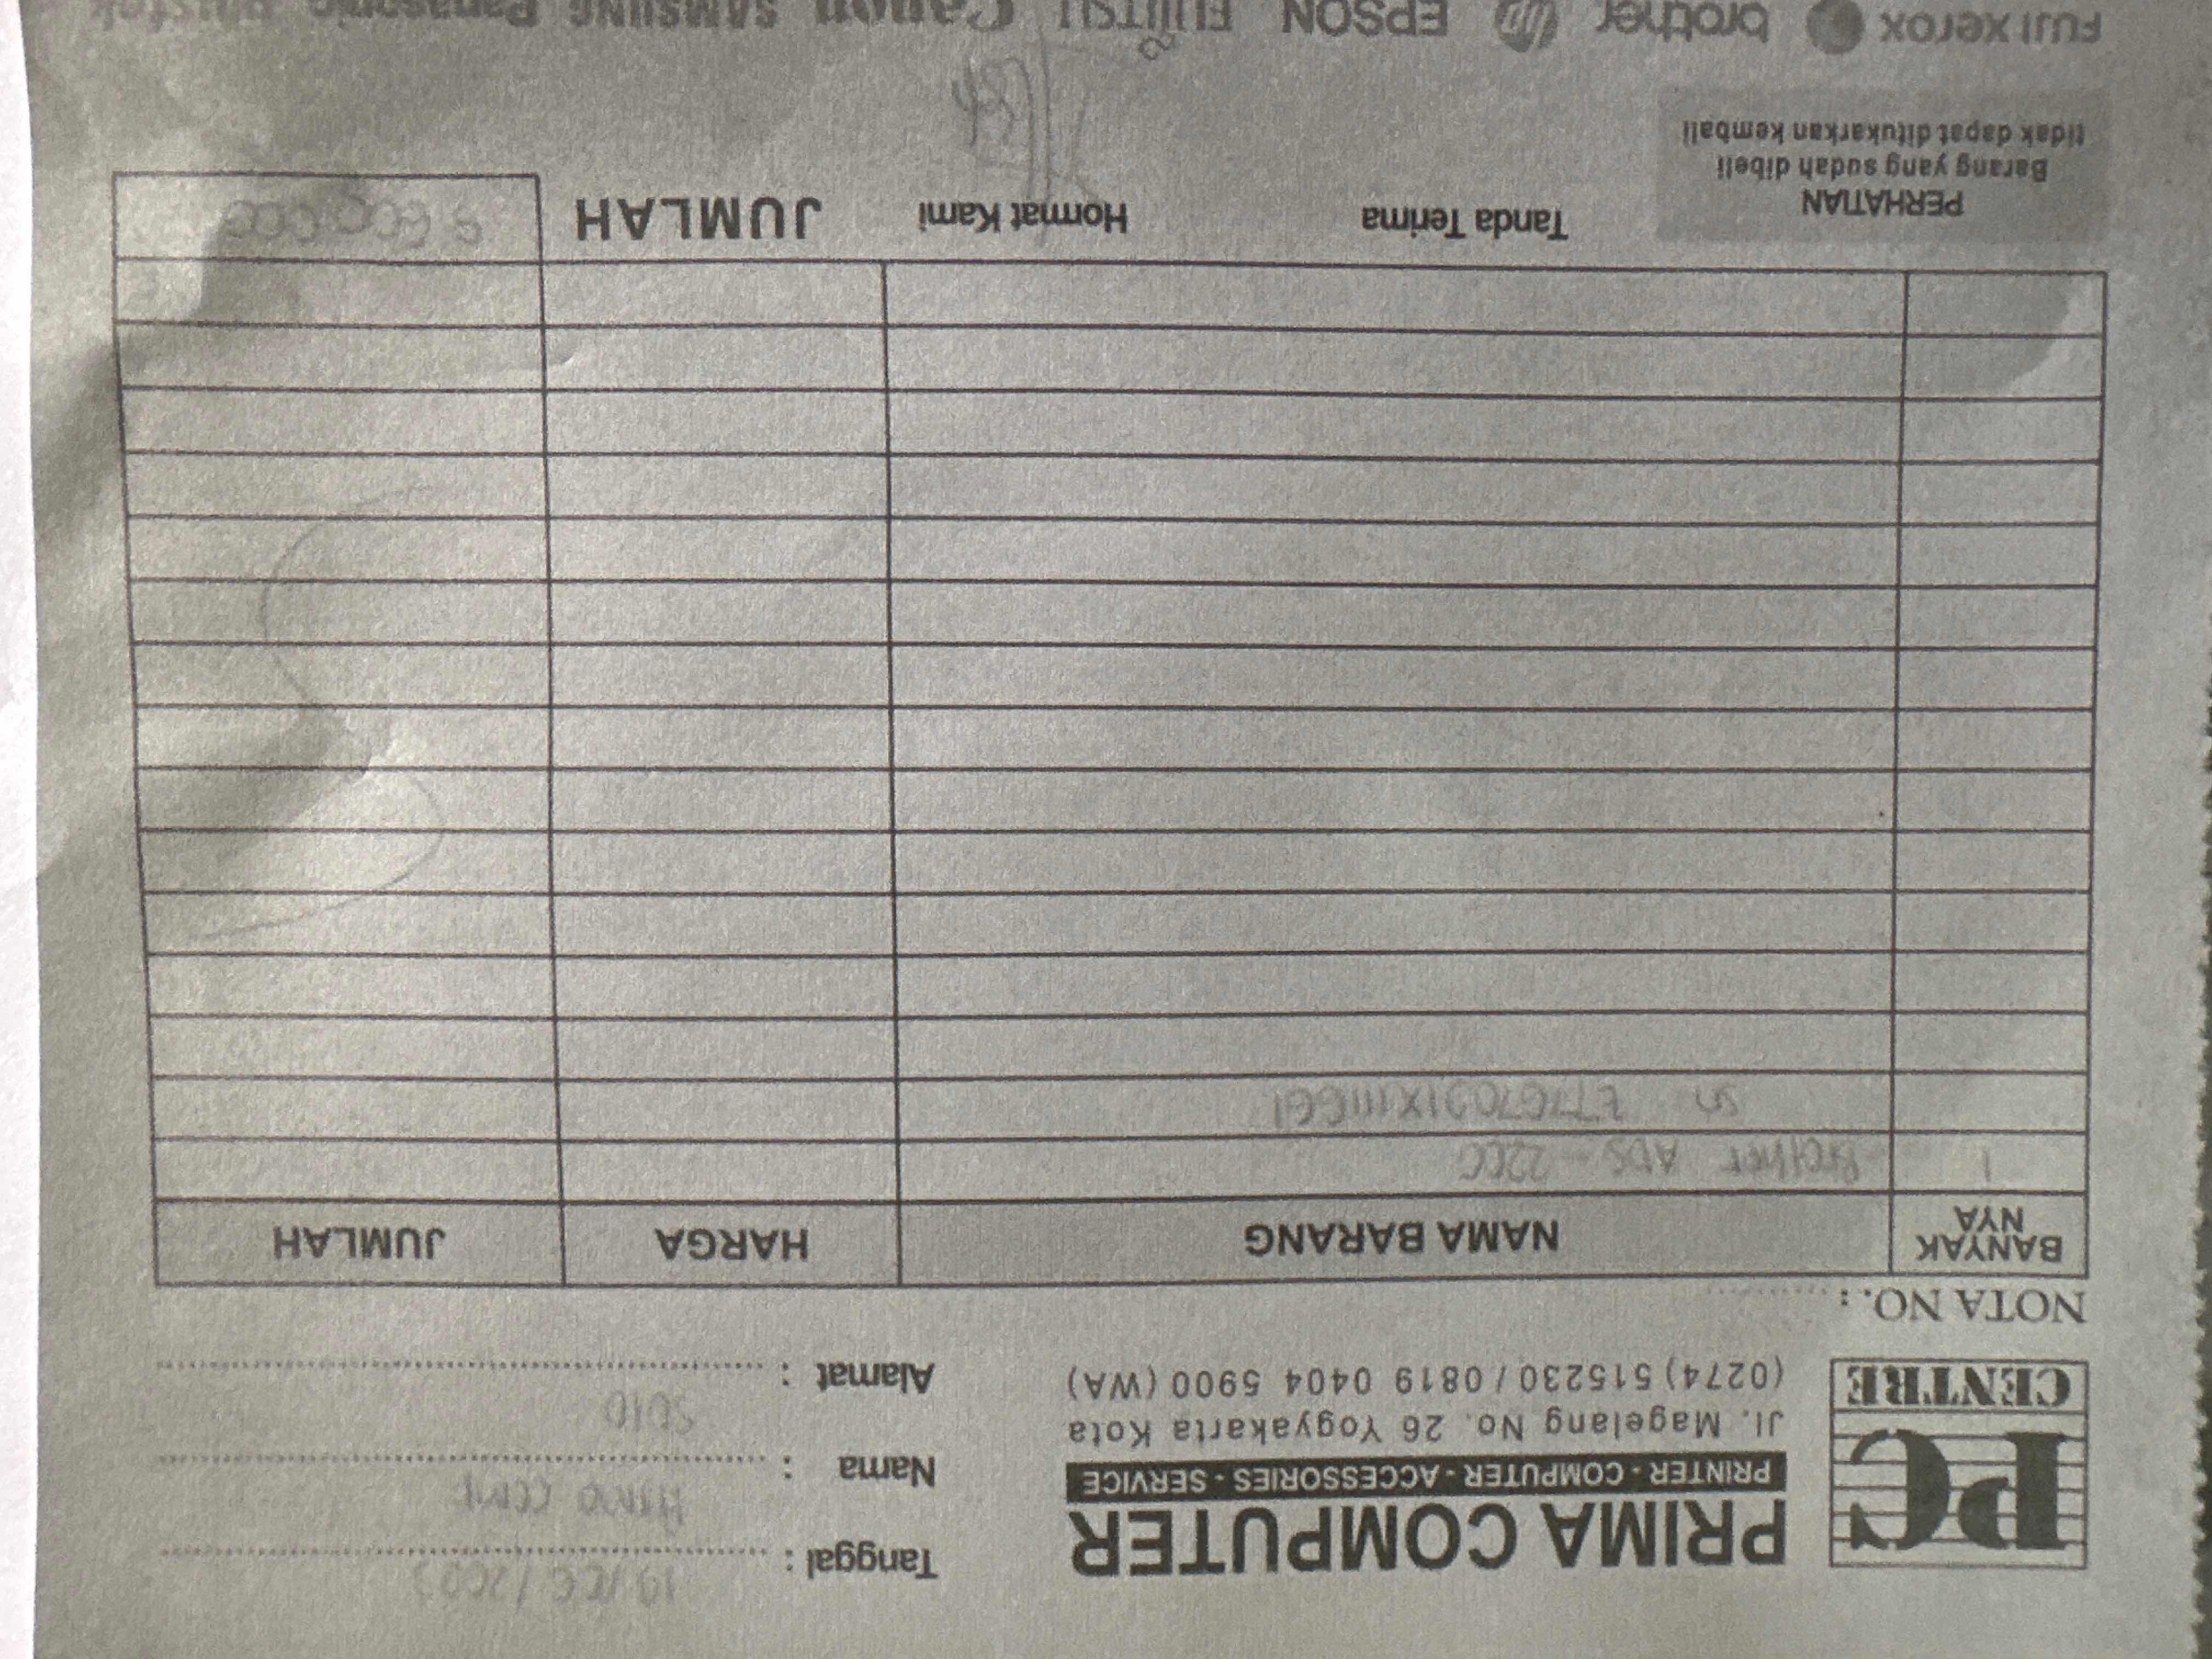 PC
CENTRE
PRIMA COMPUTER
PRINTER - COMPUTER - ACCESSORIES - SERVICE
Jl. Magelang No. 26 Yogyakarta Kota
(0274) 515230 / 0819 0404 5900 (WA)
Tanggal :
Nama :
Alamat :
NOTA NO. :
BANYAK NYA NAMA BARANG HARGA JUMLAH
1 Brother ADS - 2200
SN
PERHATIAN
Barang yang sudah dibeli
tidak dapat ditukarkan kembali
Tanda Terima
Hormat Kami
JUMLAH
FUJI XEROX brother hp EPSON FUJITSU Canon SAMSUNG Panasonic